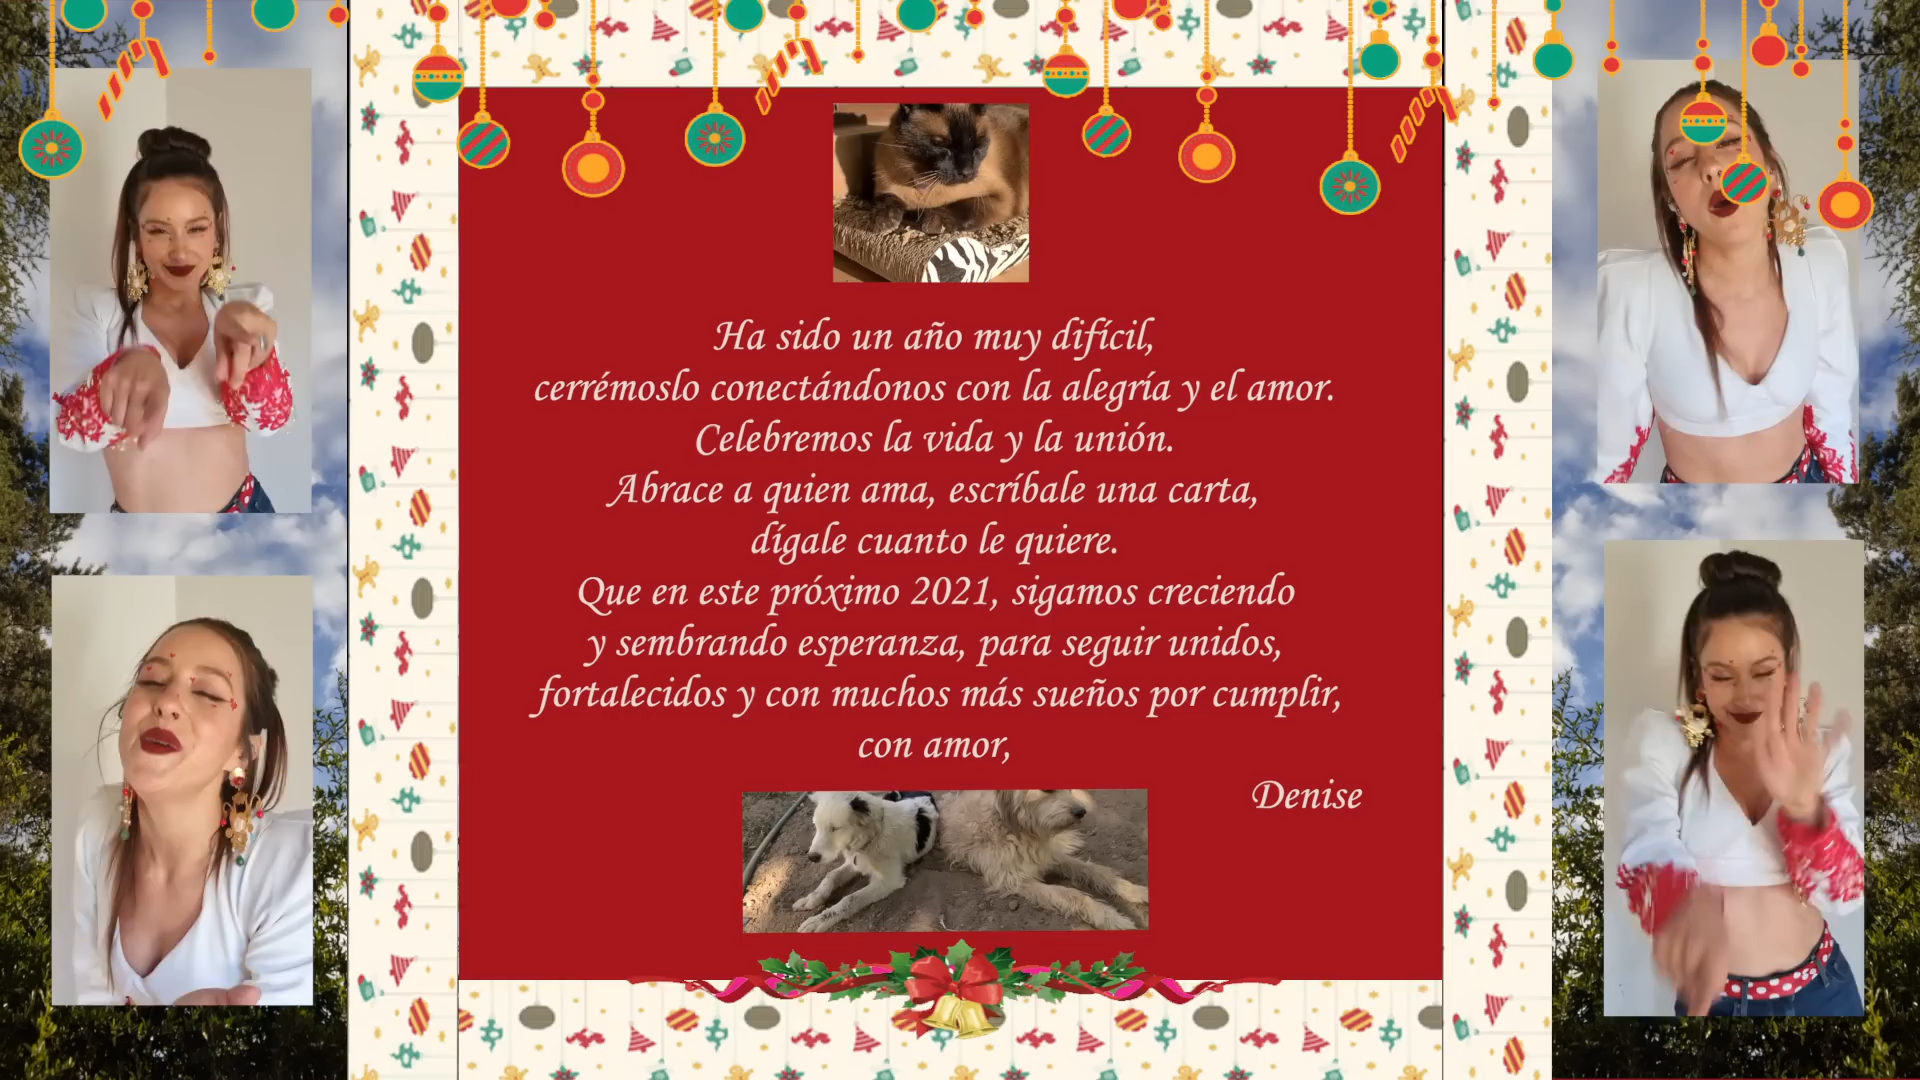 Ha sido un año muy difícil,
cerrémoslo conectándonos con la alegría y el amor.
Celebremos la vida y la unión.
Abrace a quien ama, escríbale una carta,
dígale cuanto le quiere.
Que en este próximo 2021, sigamos creciendo
y sembrando esperanza, para seguir unidos,
fortalecidos y con muchos más sueños por cumplir,
con amor,
Denise